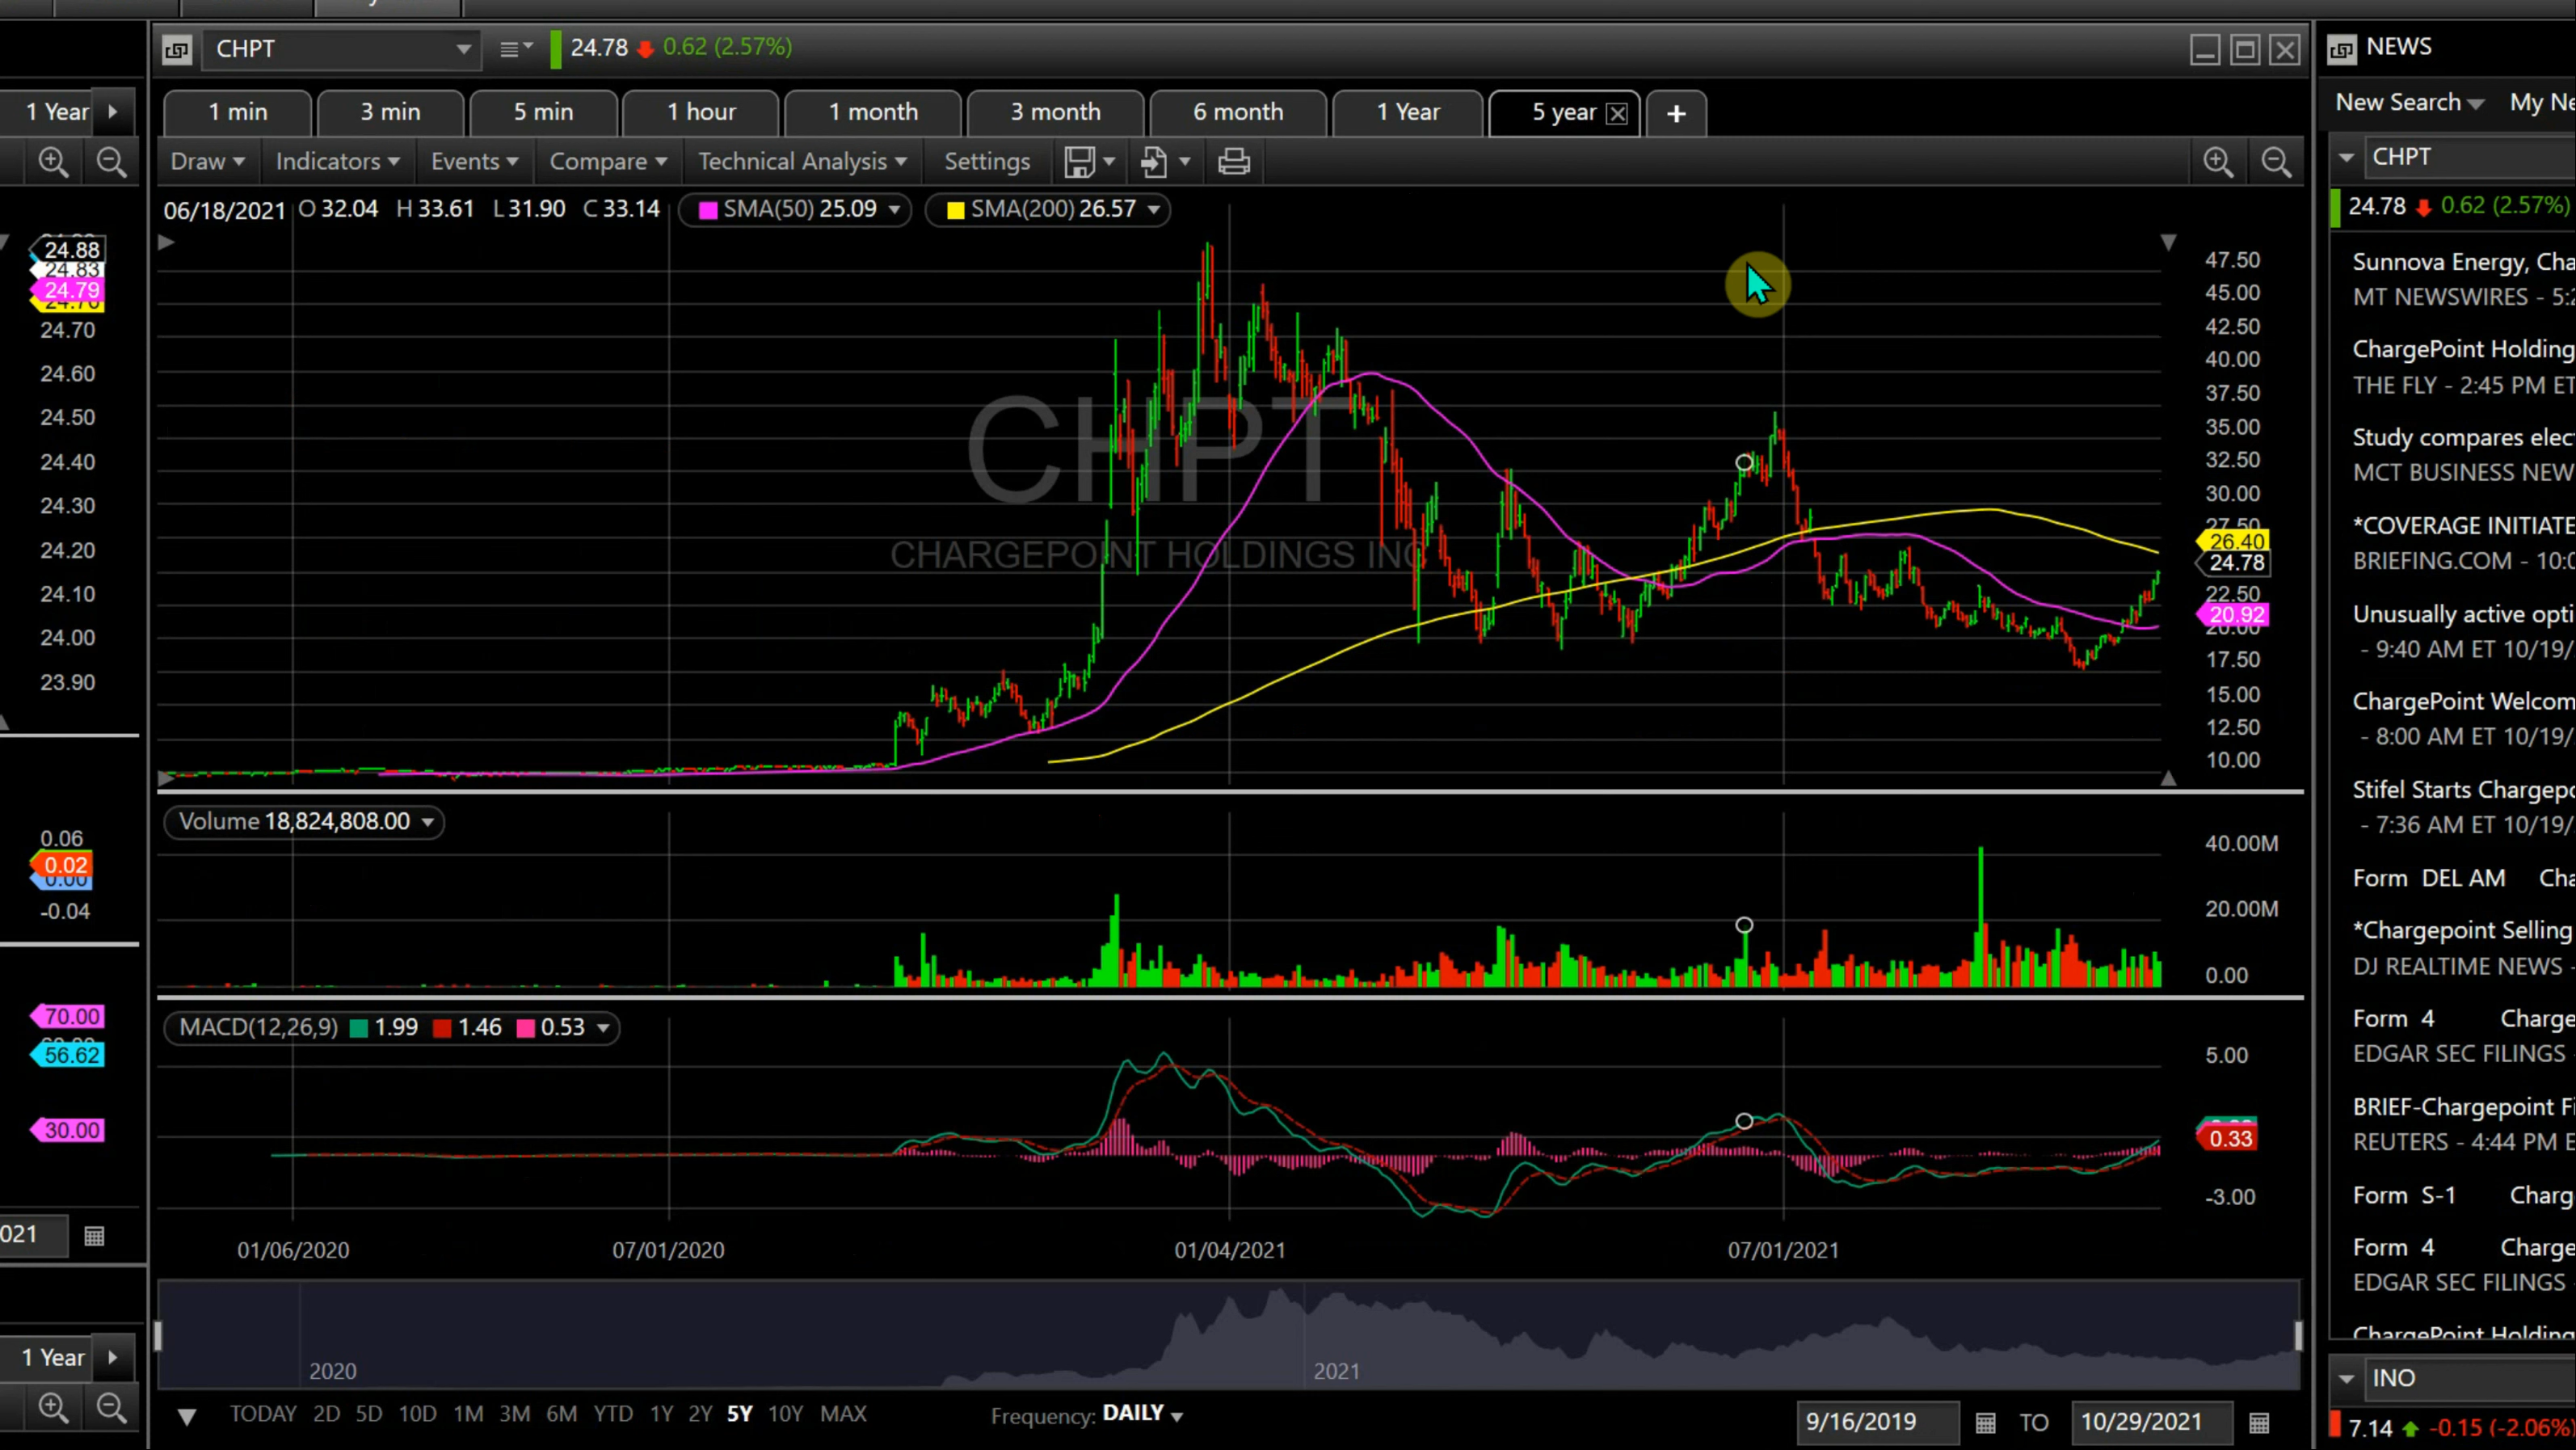 CHPT
24.78 0.62 (2.57%)
NEWS
1 Year
1 min
3 min
5 min
1 hour
1 month
3 month
6 month
1 Year
5 year
New Search
Draw
Indicators
Events
Compare
Technical Analysis
Settings
CHPT
24.78 0.62 (2.57%)
06/18/2021 O 32.04 H 33.61 L 31.90 C 33.14 SMA(50) 25.09 SMA(200) 26.57
24.88
24.83
24.79
24.70
24.60
24.50
24.40
24.30
24.20
24.10
24.00
23.90
CHPT
CHARGEPOINT HOLDINGS INC
47.50
45.00
42.50
40.00
37.50
35.00
32.50
30.00
27.50
26.40
24.78
22.50
20.92
20.00
17.50
15.00
12.50
10.00
Volume 18,824,808.00
40.00M
20.00M
0.00
0.06
0.02
0.00
-0.04
MACD(12,26,9) 1.99 1.46 0.53
5.00
0.33
-3.00
70.00
56.62
30.00
01/06/2020
07/01/2020
01/04/2021
07/01/2021
021
2020
2021
1 Year
TODAY 2D 5D 10D 1M 3M 6M YTD 1Y 2Y 5Y 10Y MAX
Frequency: DAILY
9/16/2019 TO 10/29/2021
Sunnova Energy,
MT NEWSWIRES -
ChargePoint Holding
THE FLY - 2:45 PM ET
Study compares
MCT BUSINESS NEW
*COVERAGE INITIATE
BRIEFING.COM -
Unusually active
- 9:40 AM ET 10/19/
ChargePoint Welcom
- 8:00 AM ET 10/19/
Stifel Starts
- 7:36 AM ET 10/19/
Form DEL AM
*Chargepoint Selling
DJ REALTIME NEWS
Form 4
EDGAR SEC FILINGS
BRIEF-Chargepoint
REUTERS - 4:44 PM
Form S-1
Form 4
EDGAR SEC FILINGS
ChargePoint Holding
INO
7.14 -0.15 (-2.06%)